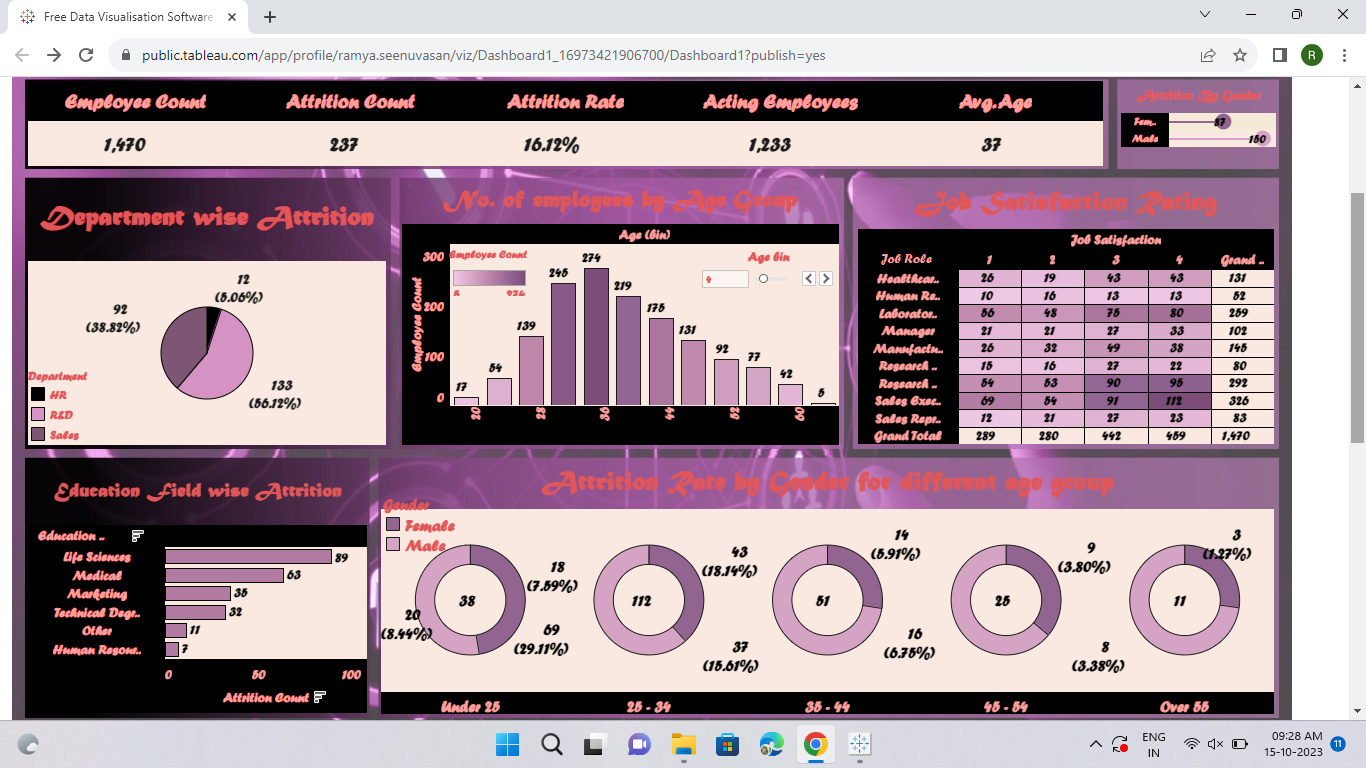 Free Data Visualisation Software
public.tableau.com/app/profile/ramya.seenuvasan/viz/Dashboard1_16973421906700/Dashboard1?publish=yes
R
Employee Count Attrition Count Attrition Rate Acting Employees Avg.Age
1,470 237 16.12% 1,233 37
Attrition By Gender
Fem.. 87
Male 150
Department wise Attrition
12
(5.06%)
92
(38.82%)
133
(56.12%)
Department
HR
R&D
Sales
No. of employees by Age Group
Age (bin)
Employee Count
Age bin
4
Employee Count
300
200
100
0
17 54 139 245 274 219 175 131 92 77 42 5
20 28 36 44 52 60
Job Satisfaction Rating
Job Satisfaction
Job Role 1 2 3 4 Grand ..
Healthcar.. 26 19 43 43 131
Human Re.. 10 16 13 13 52
Laborator.. 56 48 75 80 259
Manager 21 21 27 33 102
Manufactu.. 26 32 49 38 145
Research .. 15 16 27 22 80
Research .. 54 53 90 95 292
Sales Exec.. 69 54 91 112 326
Sales Repr.. 12 21 27 23 83
Grand Total 289 280 442 459 1,470
Education Field wise Attrition
Education ..
Life Sciences 89
Medical 63
Marketing 35
Technical Degr.. 32
Other 11
Human Resour.. 7
0 50 100
Attrition Count
Attrition Rate by Gender for different age group
Gender
Female
Male
38
18
(7.59%)
20
(8.44%)
112
43
(18.14%)
69
(29.11%)
51
14
(5.91%)
37
(15.61%)
25
9
(3.80%)
16
(6.75%)
11
3
(1.27%)
8
(3.38%)
Under 25 25 - 34 35 - 44 45 - 54 Over 55
ENG
IN
09:28 AM
15-10-2023
11